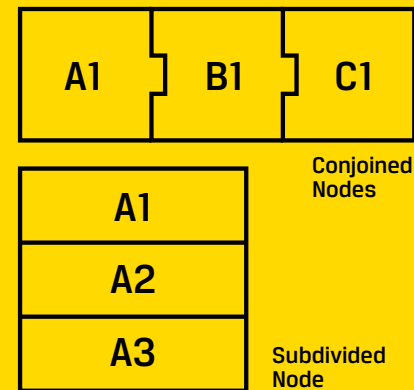 A1 B1 C1
Conjoined
Nodes
A1
A2
A3
Subdivided
Node